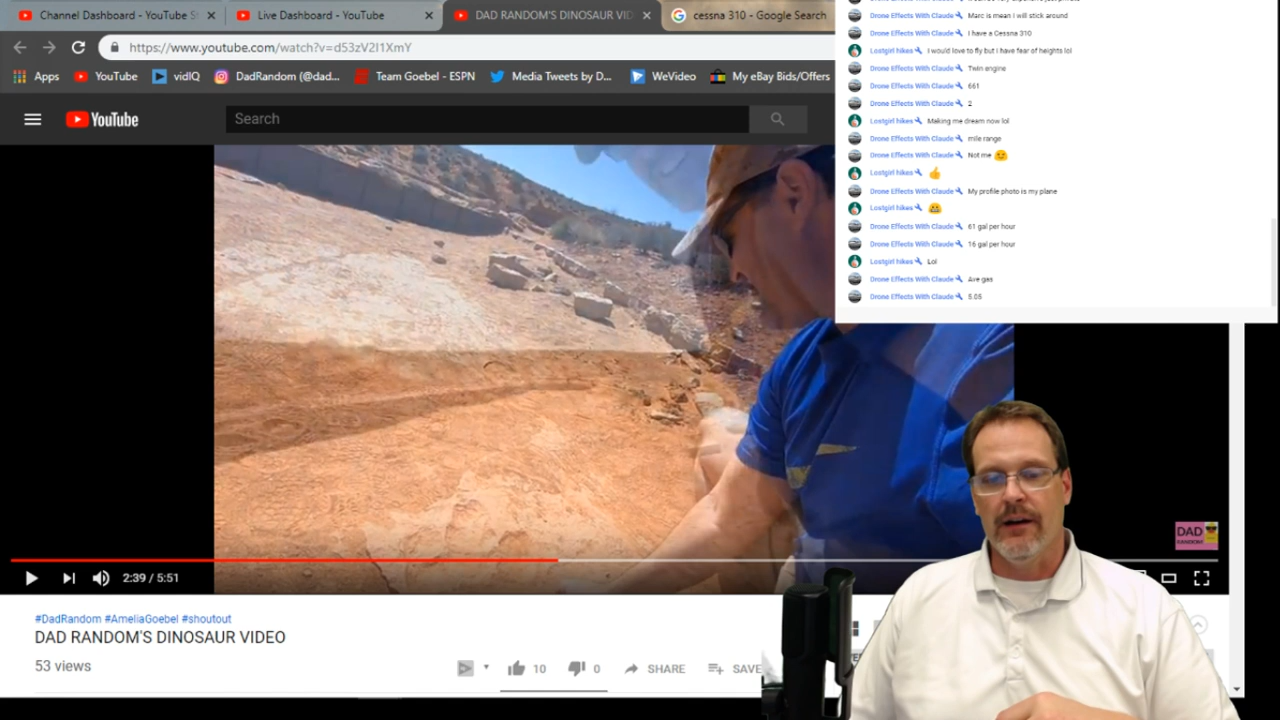 Channel Dashboard - YouTube S
Live Dashboard - YouTube
DAD RANDOM'S DINOSAUR VID
cessna 310 - Google Search
https://www.youtube.com/watch?v=d53zV2I1XmY
Apps
YouTube
Team Goebel - ESPN
Media Tweets by D...
WeVideo
My eBay Bids/Offers
YouTube
Search
Marc is mean I will stick around
Drone Effects With Claude
Drone Effects With Claude I have a Cessna 310
Lostgirl hikes I would love to fly but I have fear of heights lol
Drone Effects With Claude Twin engine
Drone Effects With Claude 661
Drone Effects With Claude 2
Lostgirl hikes Making me dream now lol
Drone Effects With Claude mile range
Drone Effects With Claude Not me 🤗
Lostgirl hikes 👍
Drone Effects With Claude My profile photo is my plane
Lostgirl hikes 😬
Drone Effects With Claude 61 gal per hour
Drone Effects With Claude 16 gal per hour
Lostgirl hikes Lol
Drone Effects With Claude Ave gas
Drone Effects With Claude 5.05
DAD
RANDOM
2:39 / 5:51
#DadRandom #AmeliaGoebel #shoutout
DAD RANDOM'S DINOSAUR VIDEO
53 views
10
0
SHARE
SAVE